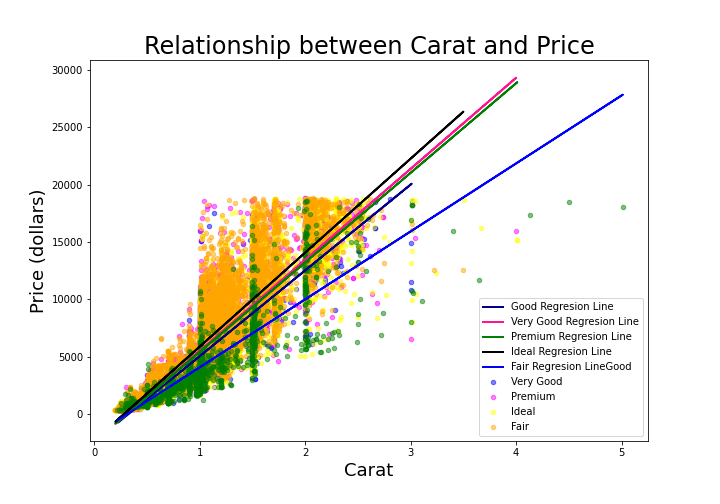 Relationship between Carat and Price
Price (dollars)
30000
25000
20000
15000
10000
5000
0
0 1 2 3 4 5
Carat
Good Regresion Line
Very Good Regresion Line
Premium Regresion Line
Ideal Regresion Line
Fair Regresion LineGood
Very Good
Premium
Ideal
Fair